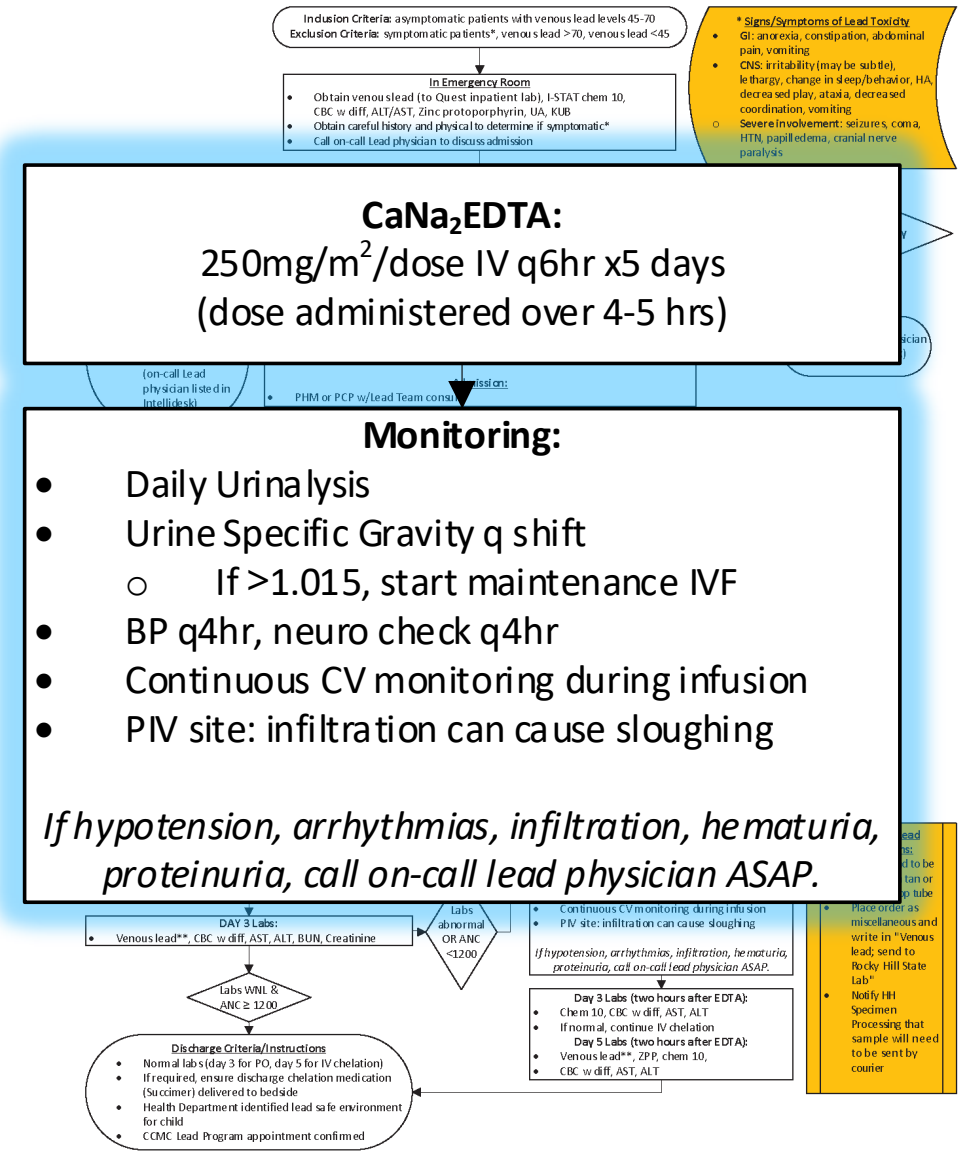 Inclusion Criteria: asymptomatic patients with venous lead levels 45-70
Exclusion Criteria: symptomatic patients*, venous lead >70, venous lead <45
* Signs/Symptoms of Lead Toxicity
• GI: anorexia, constipation, abdominal
pain, vomiting
• CNS: irritability (may be subtle),
lethargy, change in sleep/behavior, HA,
decreased play, ataxia, decreased
coordination, vomiting
o Severe involvement: seizures, coma,
HTN, papilledema, cranial nerve
paralysis
In Emergency Room
• Obtain venous lead (to Quest inpatient lab), I-STAT chem 10,
CBC w diff, ALT/AST, Zinc protoporphyrin, UA, KUB
• Obtain careful history and physical to determine if symptomatic*
• Call on-call Lead physician to discuss admission
CaNa₂EDTA:
250mg/m²/dose IV q6hr x5 days
(dose administered over 4-5 hrs)
(on-call Lead
physician listed in
Intellidesk)
• PHM or PCP w/Lead Team
Monitoring:
• Daily Urinalysis
• Urine Specific Gravity q shift
o If >1.015, start maintenance IVF
• BP q4hr, neuro check q4hr
• Continuous CV monitoring during infusion
• PIV site: infiltration can cause sloughing
If hypotension, arrhythmias, infiltration, hematuria,
proteinuria, call on-call lead physician ASAP.
to be
tan or
tube
• Place order as
miscellaneous and
write in "Venous
lead; send to
Rocky Hill State
Lab"
• Notify HH
Specimen
Processing that
sample will need
to be sent by
courier
DAY 3 Labs:
• Venous lead**, CBC w diff, AST, ALT, BUN, Creatinine
Labs
abnormal
OR ANC
<1200
• Continuous CV monitoring during infusion
• PIV site: infiltration can cause sloughing
If hypotension, arrhythmias, infiltration, hematuria,
proteinuria, call on-call lead physician ASAP.
Labs WNL &
ANC ≥ 1200
Day 3 Labs (two hours after EDTA):
• Chem 10, CBC w diff, AST, ALT
• If normal, continue IV chelation
Day 5 Labs (two hours after EDTA):
• Venous lead**, ZPP, chem 10,
• CBC w diff, AST, ALT
Discharge Criteria/Instructions
• Normal labs (day 3 for PO, day 5 for IV chelation)
• If required, ensure discharge chelation medication
(Succimer) delivered to bedside
• Health Department identified lead safe environment
for child
• CCMC Lead Program appointment confirmed